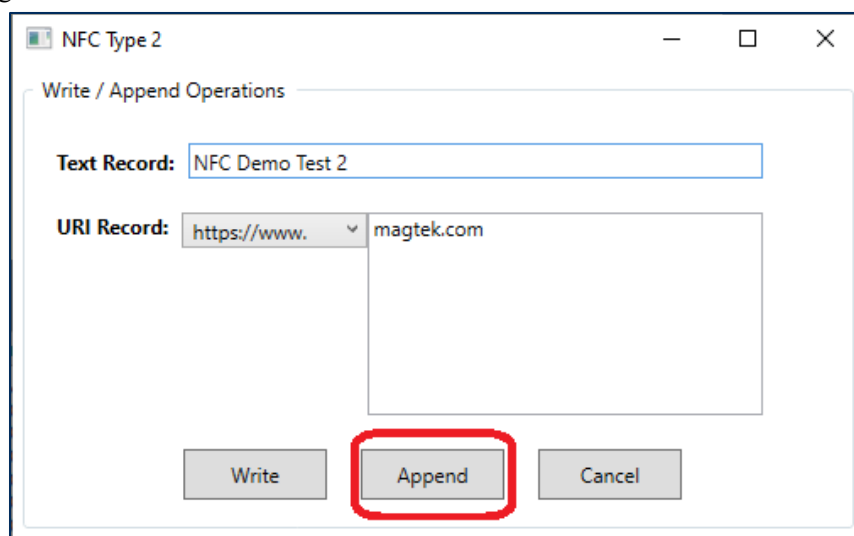 NFC Type 2
Write / Append Operations
Text Record: NFC Demo Test 2
URI Record: https://www. magtek.com
Write Append Cancel